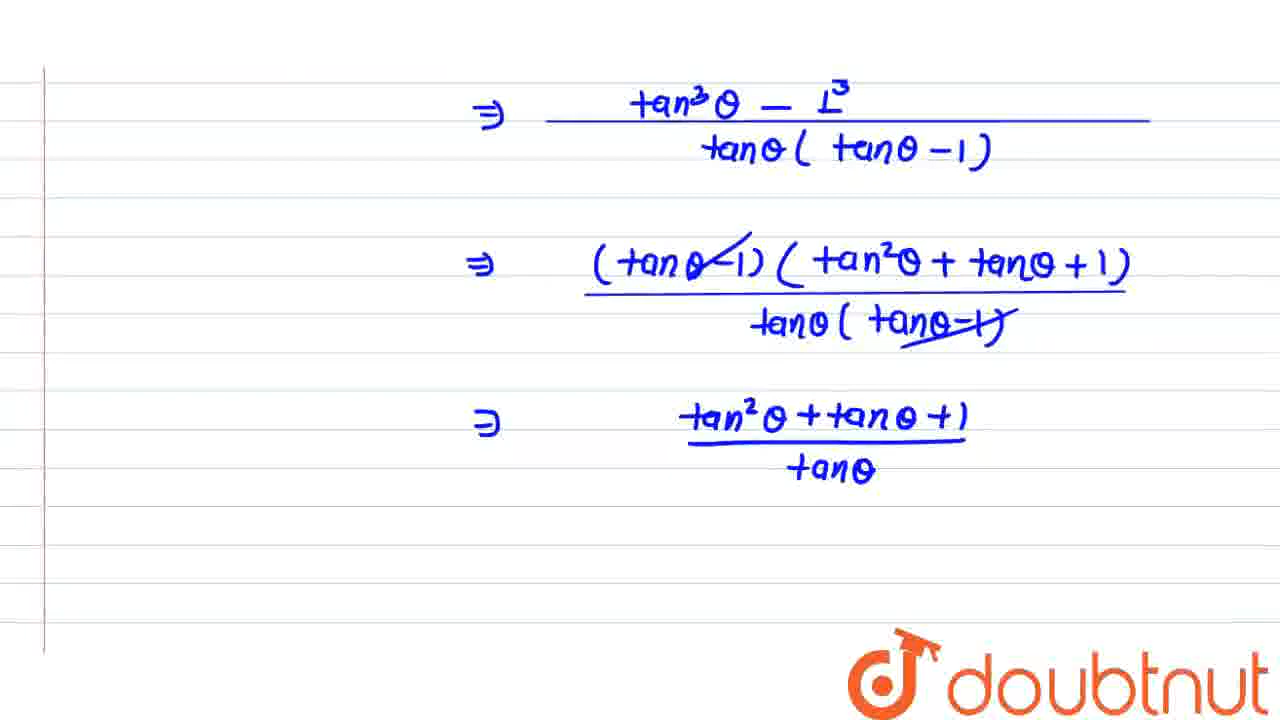 ⇒ tan³θ − 1³
tanθ ( tanθ − 1)
⇒ (tanθ − 1) ( tan²θ + tanθ + 1)
tanθ ( tanθ − 1)
⇒ tan²θ + tanθ + 1
tanθ
doubtnut